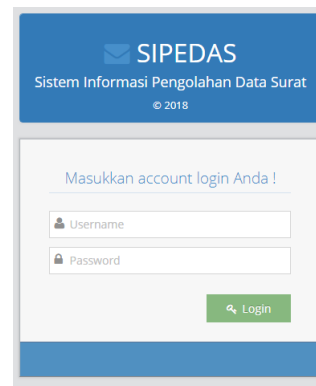 SIPEDAS
Sistem Informasi Pengolahan Data Surat
© 2018
Masukkan account login Anda !
Username
Password
Login